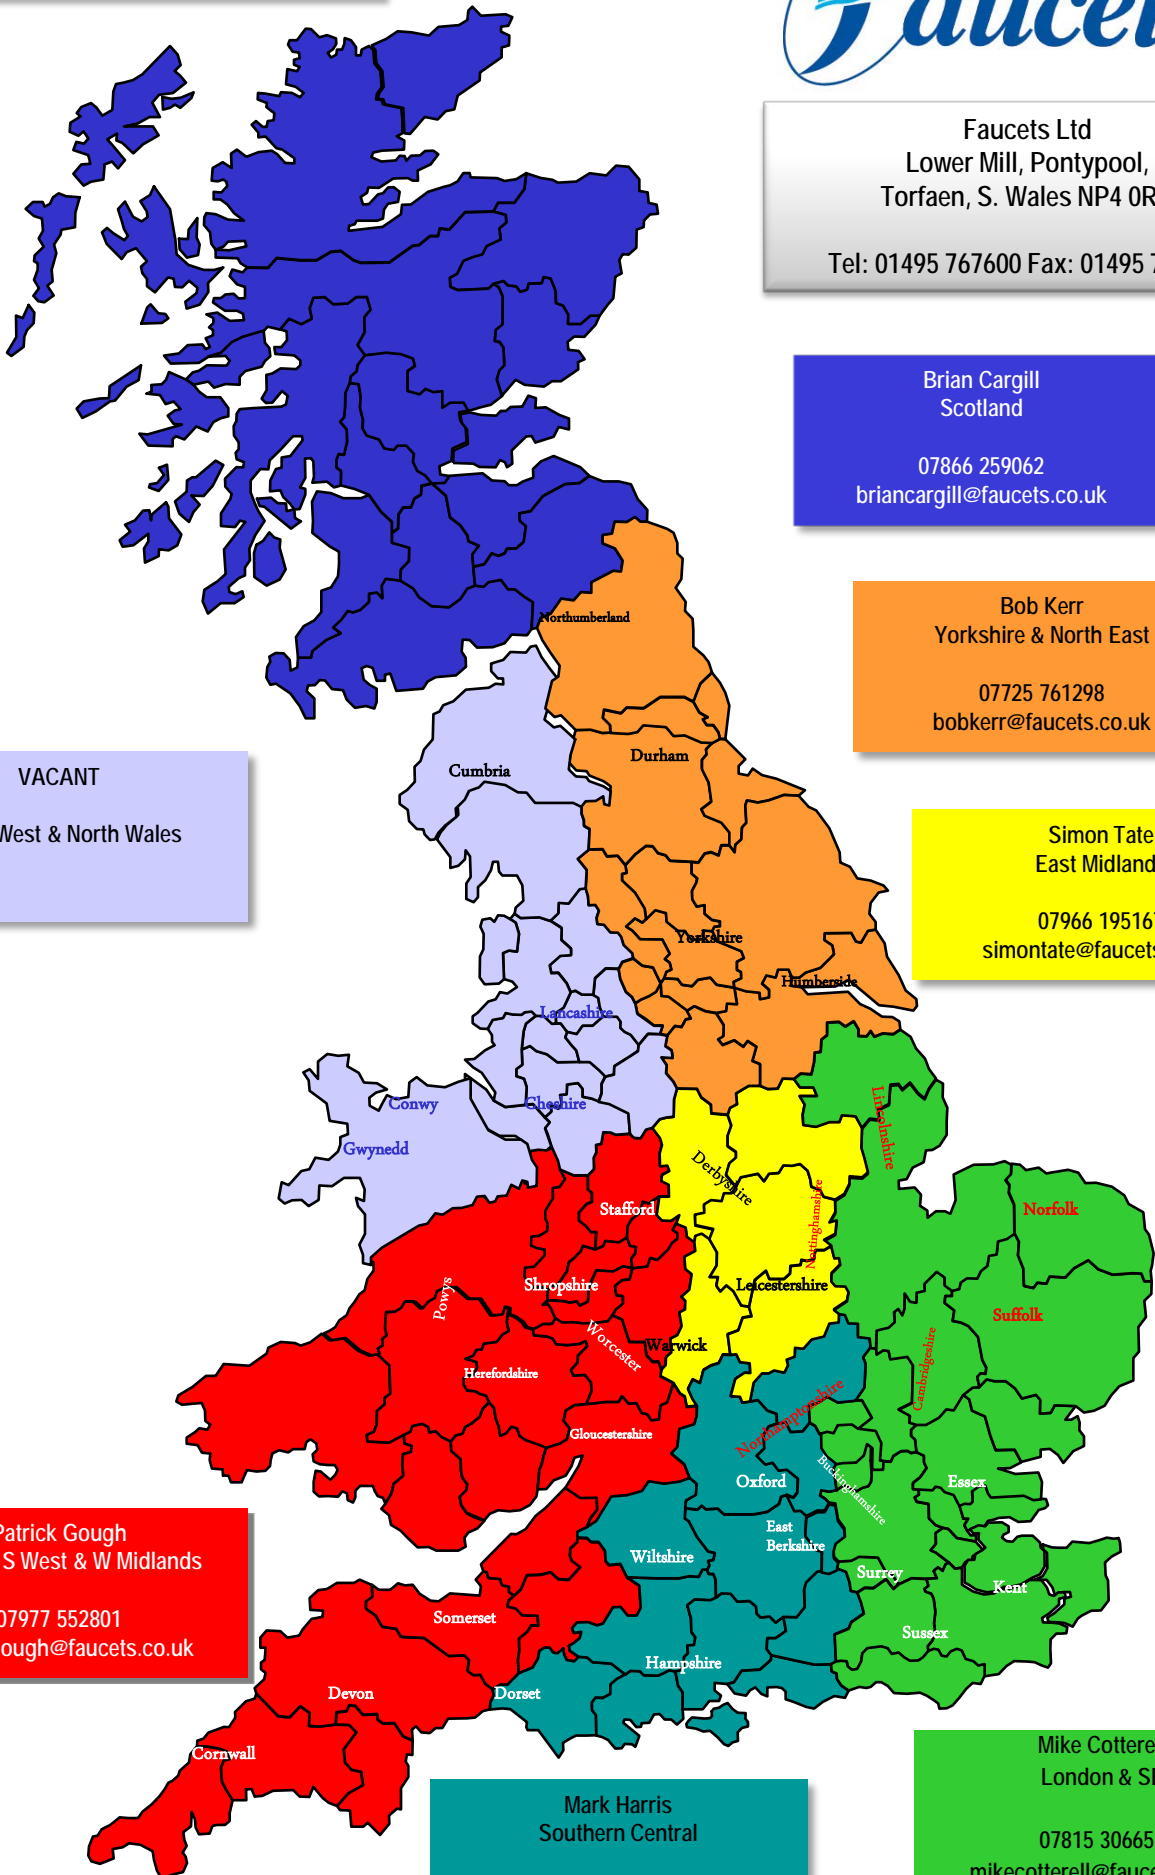 Faucets Ltd
Lower Mill, Pontypool,
Torfaen, S. Wales NP4 0R
Tel: 01495 767600 Fax: 01495 7
Brian Cargill
Scotland
07866 259062
briancargill@faucets.co.uk
Bob Kerr
Yorkshire & North East
07725 761298
bobkerr@faucets.co.uk
Northumberland
Durham
Cumbria
VACANT
West & North Wales
Simon Tate
East Midland
07966 19516
simontate@faucets
Yorkshire
Humberside
Lancashire
Cheshire
Conwy
Gwynedd
Lincolnshire
Derbyshire
Nottinghamshire
Stafford
Norfolk
Shropshire
Leicestershire
Powys
Suffolk
Worcester
Warwick
Cambridgeshire
Herefordshire
Northamptonshire
Gloucestershire
Oxford
Buckinghamshire
Essex
East
Berkshire
Wiltshire
Surrey
Kent
Patrick Gough
S West & W Midlands
07977 552801
ough@faucets.co.uk
Somerset
Sussex
Hampshire
Devon
Dorset
Cornwall
Mark Harris
Southern Central
Mike Cottere
London & S
07815 30665
mikecotterell@fauce